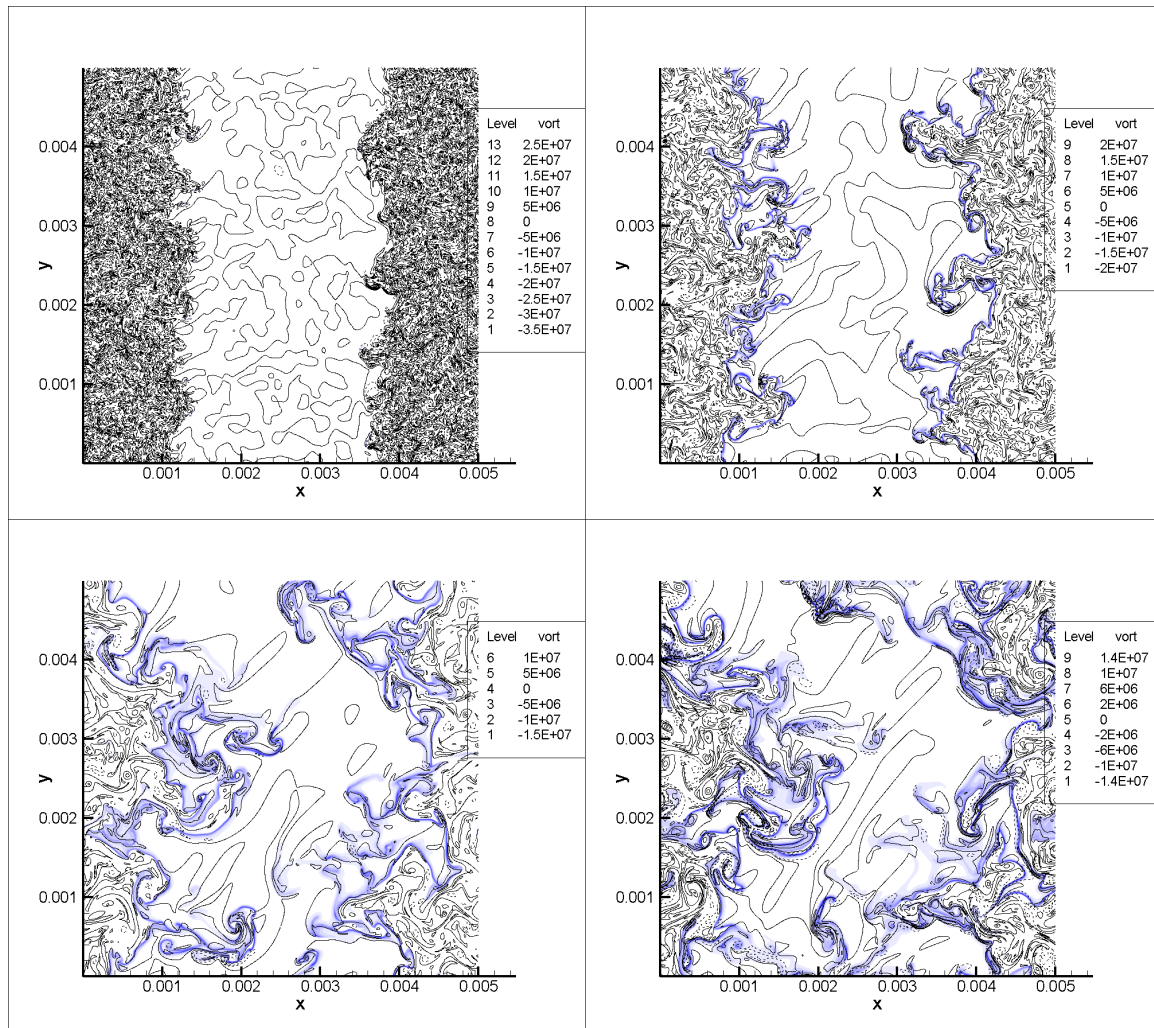 Level vort
13 2.5E+07
12 2E+07
11 1.5E+07
10 1E+07
9 5E+06
8 0
7 -5E+06
6 -1E+07
5 -1.5E+07
4 -2E+07
3 -2.5E+07
2 -3E+07
1 -3.5E+07
y
0.004
0.003
0.002
0.001
0.001 0.002 0.003 0.004 0.005
x
Level vort
9 2E+07
8 1.5E+07
7 1E+07
6 5E+06
5 0
4 -5E+06
3 -1E+07
2 -1.5E+07
1 -2E+07
y
0.004
0.003
0.002
0.001
0.001 0.002 0.003 0.004 0.005
x
Level vort
6 1E+07
5 5E+06
4 0
3 -5E+06
2 -1E+07
1 -1.5E+07
y
0.004
0.003
0.002
0.001
0.001 0.002 0.003 0.004 0.005
x
Level vort
9 1.4E+07
8 1E+07
7 6E+06
6 2E+06
5 0
4 -2E+06
3 -6E+06
2 -1E+07
1 -1.4E+07
y
0.004
0.003
0.002
0.001
0.001 0.002 0.003 0.004 0.005
x